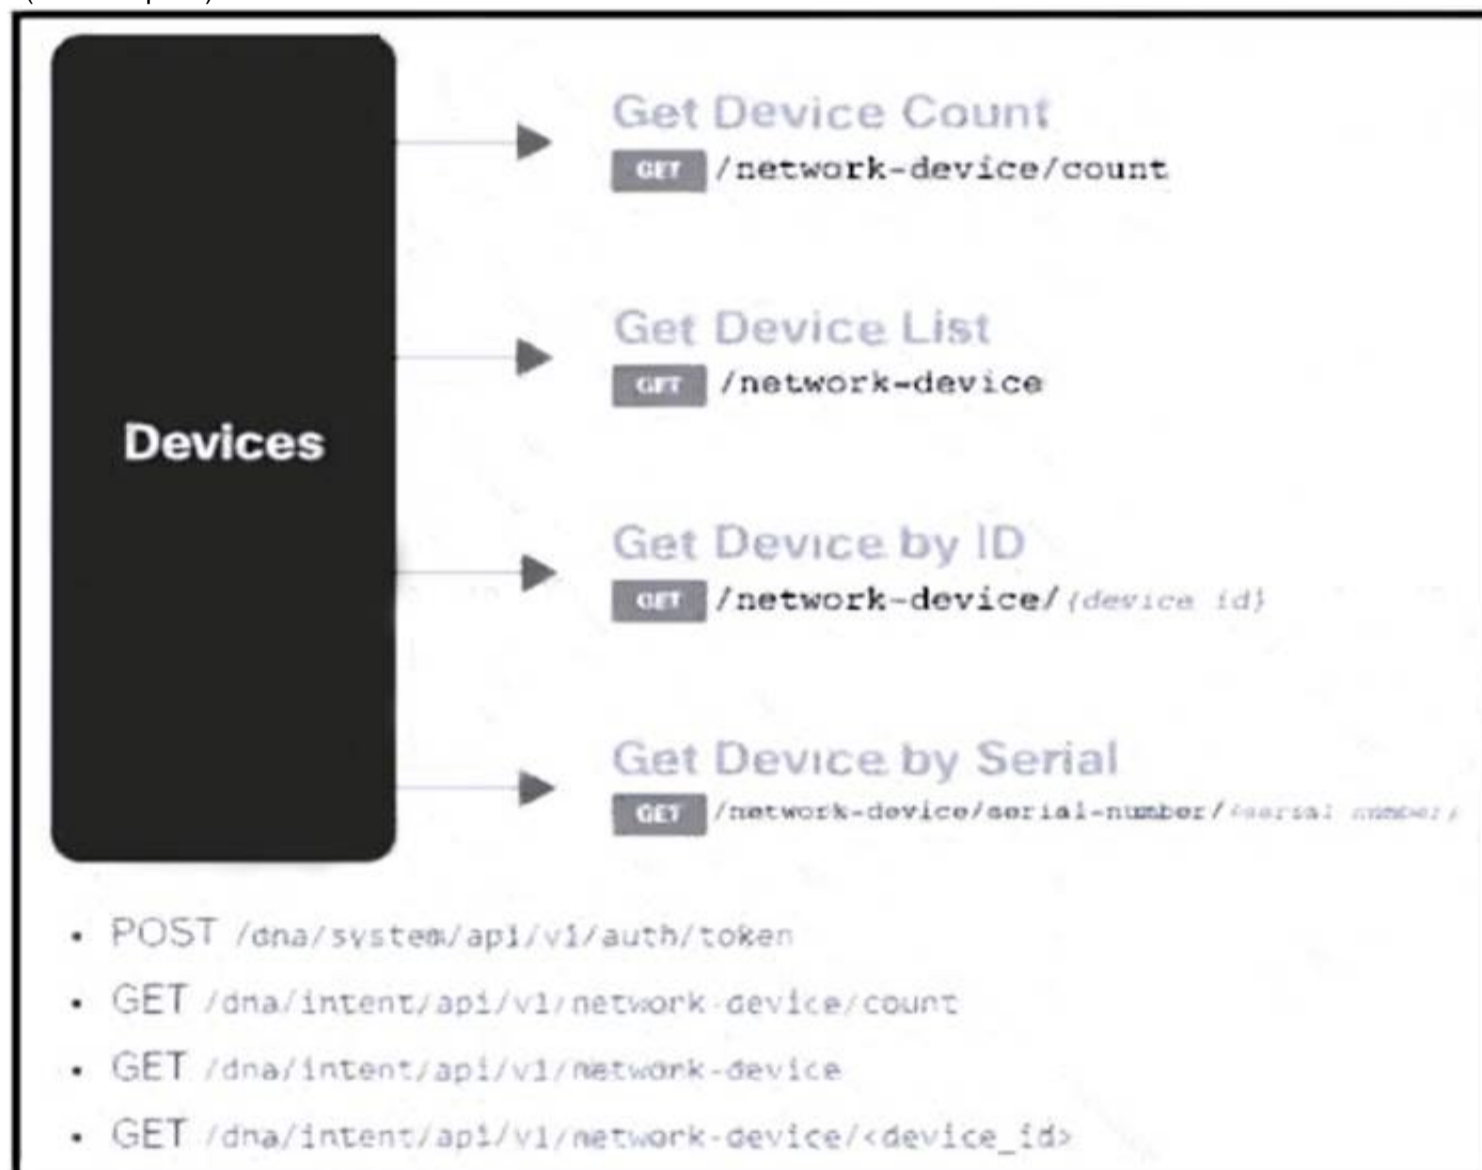 Devices
Get Device Count
GET /network-device/count
Get Device List
GET /network-device
Get Device by ID
GET /network-device/{device id}
Get Device by Serial
GET /network-device/serial-number/{serial number}
• POST /dna/system/api/v1/auth/token
• GET /dna/intent/api/v1/network-device/count
• GET /dna/intent/api/v1/network-device
• GET /dna/intent/api/v1/network-device/<device_id>